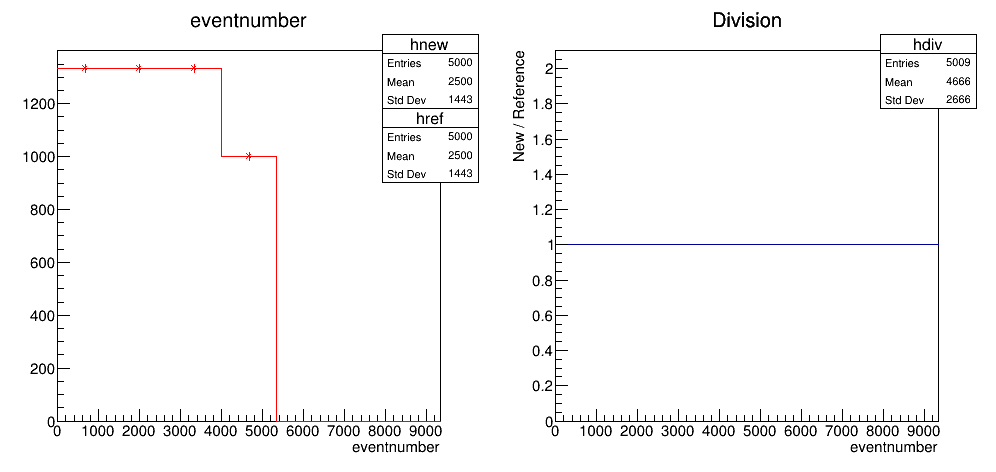 eventnumber
hnew
Entries 5000
Mean 2500
Std Dev 1443
href
Entries 5000
Mean 2500
Std Dev 1443
1200
1000
800
600
400
200
0
0 1000 2000 3000 4000 5000 6000 7000 8000 9000
eventnumber
Division
hdiv
Entries 5009
Mean 4666
Std Dev 2666
New / Reference
2
1.8
1.6
1.4
1.2
1
0.8
0.6
0.4
0.2
0
0 1000 2000 3000 4000 5000 6000 7000 8000 9000
eventnumber